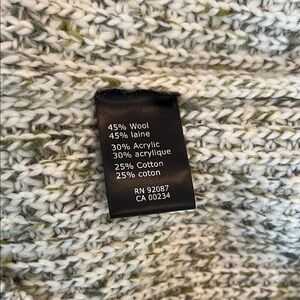 45% Wool
45% laine
30% Acrylic
30% acrylique
25% Cotton
25% coton
RN 92087
CA 00234